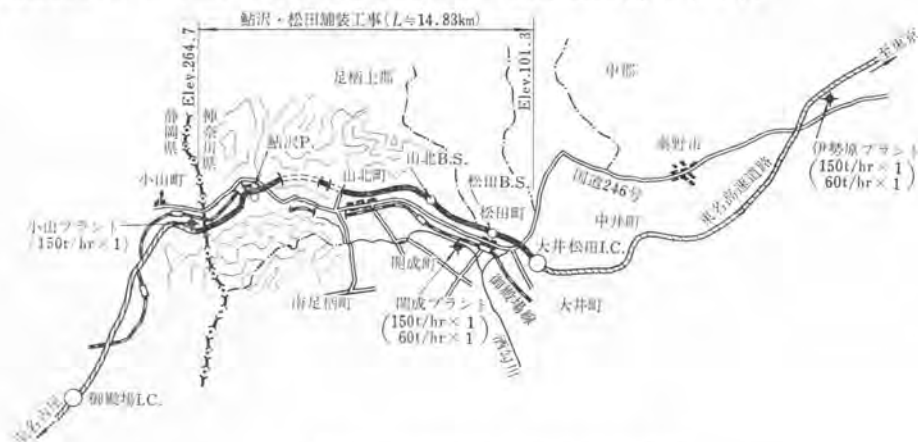 鮎沢・松田舗装工事(L≒14.83km)
Elev.264.7
Elev.101.3
至東京
足柄上郡
中郡
静岡県
神奈川県
鮎沢P.
山北B.S.
秦野市
伊勢原プラント
(150t/hr×1)
(60t/hr×1)
小山町
山北町
松田B.S.
国道246号
東名高速道路
松田町
中井町
小山プラント
(150t/hr×1)
大井松田I.C.
開成町
御殿場線
南足柄町
開成プラント
(150t/hr×1)
(60t/hr×1)
大井町
酒匂川
御殿場I.C.
至名古屋